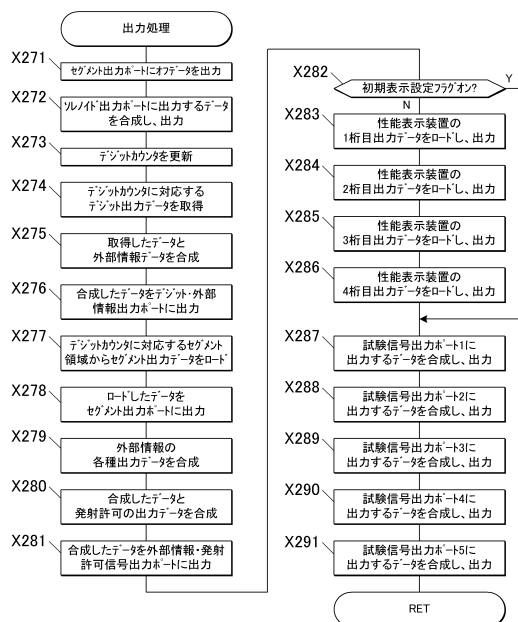 出力処理
X271
セグメント出力ポートにオフデータを出力
X272
ソレノイド出力ポートに出力するデータ
を合成し、出力
X273
デジットカウンタを更新
X274
デジットカウンタに対応する
デジット出力データを取得
X275
取得したデータと
外部情報データを合成
X276
合成したデータをデジット・外部
情報出力ポートに出力
X277
デジットカウンタに対応するセグメント
領域からセグメント出力データをロード
X278
ロードしたデータを
セグメント出力ポートに出力
X279
外部情報の
各種出力データを合成
X280
合成したデータと
発射許可の出力データを合成
X281
合成したデータを外部情報・発射
許可信号出力ポートに出力
X282
初期表示設定フラグオン?
Y
N
X283
性能表示装置の
1桁目出力データをロードし、出力
X284
性能表示装置の
2桁目出力データをロードし、出力
X285
性能表示装置の
3桁目出力データをロードし、出力
X286
性能表示装置の
4桁目出力データをロードし、出力
X287
試験信号出力ポート1に
出力するデータを合成し、出力
X288
試験信号出力ポート2に
出力するデータを合成し、出力
X289
試験信号出力ポート3に
出力するデータを合成し、出力
X290
試験信号出力ポート4に
出力するデータを合成し、出力
X291
試験信号出力ポート5に
出力するデータを合成し、出力
RET